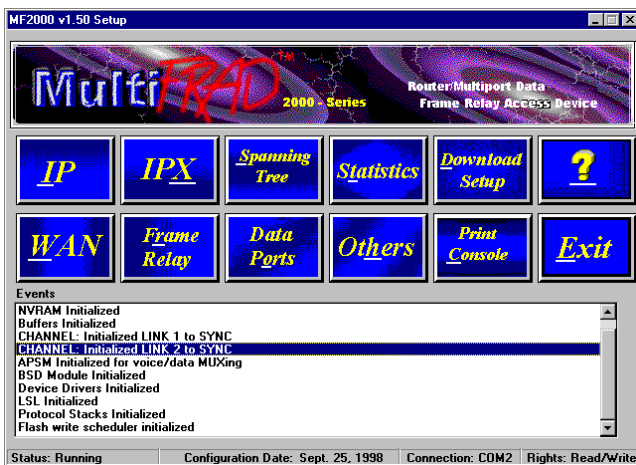 MF2000 v1.50 Setup
MultiFRAD™
2000 - Series
Router/Multiport Data
Frame Relay Access Device
IP
IPX
Spanning
Tree
Statistics
Download
Setup
?
WAN
Frame
Relay
Data
Ports
Others
Print
Console
Exit
Events
NVRAM Initialized
Buffers Initialized
CHANNEL: Initialized LINK 1 to SYNC
CHANNEL: Initialized LINK 2 to SYNC
APSM Initialized for voice/data MUXing
BSD Module Initialized
Device Drivers Initialized
LSL Initialized
Protocol Stacks Initialized
Flash write scheduler initialized
Status: Running
Configuration Date: Sept. 25, 1998
Connection: COM2
Rights: Read/Write